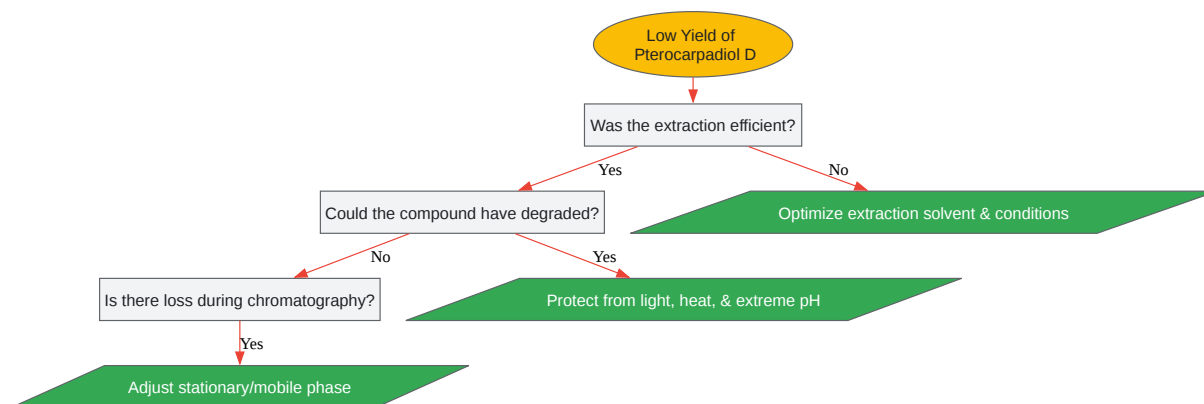 Low Yield of
Pterocarpadiol D
Was the extraction efficient?
Yes
No
Could the compound have degraded?
Optimize extraction solvent & conditions
No
Yes
Is there loss during chromatography?
Protect from light, heat, & extreme pH
Yes
Adjust stationary/mobile phase